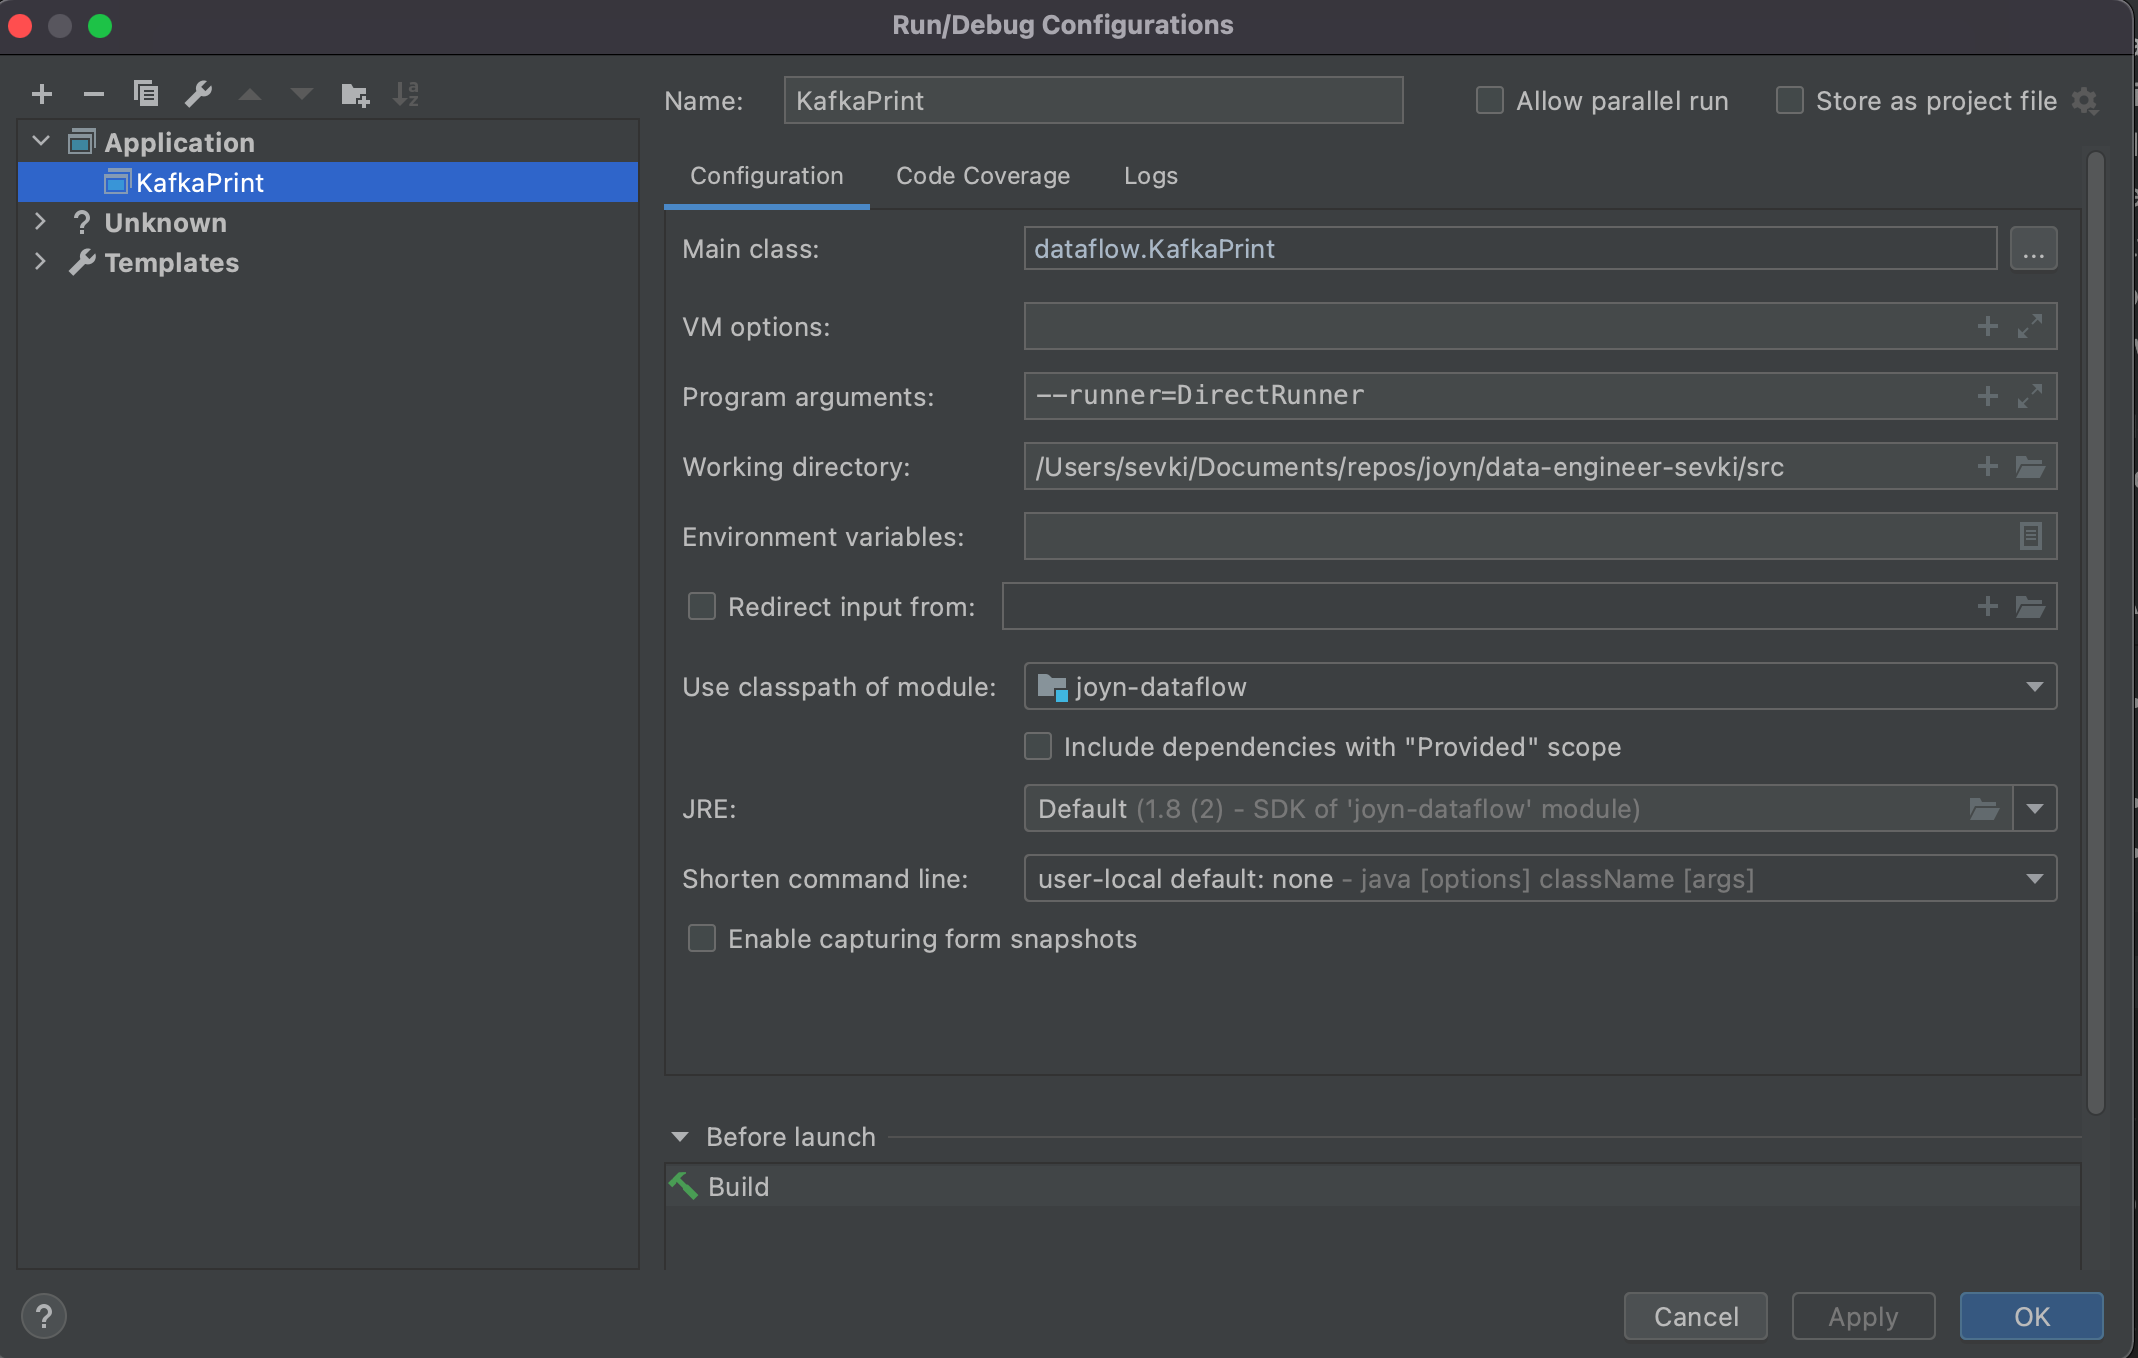 Run/Debug Configurations
Application
KafkaPrint
? Unknown
Templates
Name: KafkaPrint
Allow parallel run
Store as project file
Configuration Code Coverage Logs
Main class: dataflow.KafkaPrint ...
VM options:
Program arguments: --runner=DirectRunner
Working directory: /Users/sevki/Documents/repos/joyn/data-engineer-sevki/src
Environment variables:
Redirect input from:
Use classpath of module: joyn-dataflow
Include dependencies with "Provided" scope
JRE: Default (1.8 (2) - SDK of 'joyn-dataflow' module)
Shorten command line: user-local default: none - java [options] className [args]
Enable capturing form snapshots
Before launch
Build
? Cancel Apply OK